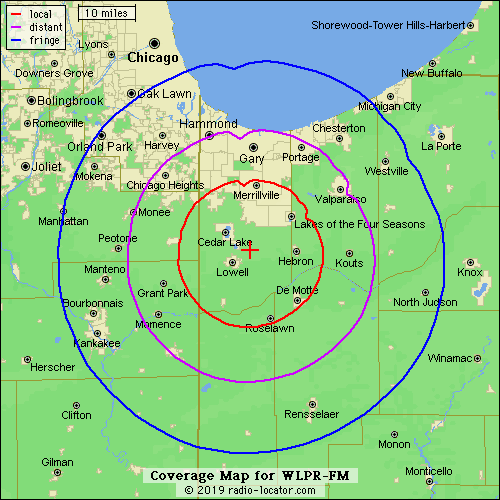 local
distant
fringe
10 miles
Shorewood-Tower Hills-Harbert
Lyons
Chicago
Downers Grove
New Buffalo
Oak Lawn
Bolingbrook
Michigan City
Romeoville
Hammond
Chesterton
Orland Park
Harvey
Gary
Portage
La Porte
Joliet
Mokena
Westville
Chicago Heights
Merrillville
Valparaiso
Manhattan
Monee
Lakes of the Four Seasons
Peotone
Cedar Lake
Hebron
Kouts
Manteno
Lowell
Knox
Grant Park
De Motte
Bourbonnais
North Judson
Momence
Roselawn
Kankakee
Herscher
Winamac
Clifton
Rensselaer
Monon
Gilman
Monticello
Coverage Map for WLPR-FM
© 2019 radio-locator.com